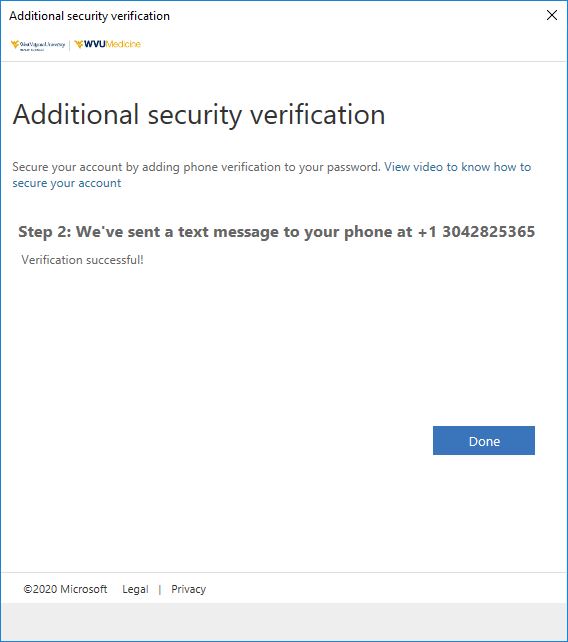 Additional security verification
West Virginia University
WVUMedicine
Additional security verification
Secure your account by adding phone verification to your password. View video to know how to
secure your account
Step 2: We've sent a text message to your phone at +1 3042825365
Verification successful!
Done
©2020 Microsoft Legal | Privacy